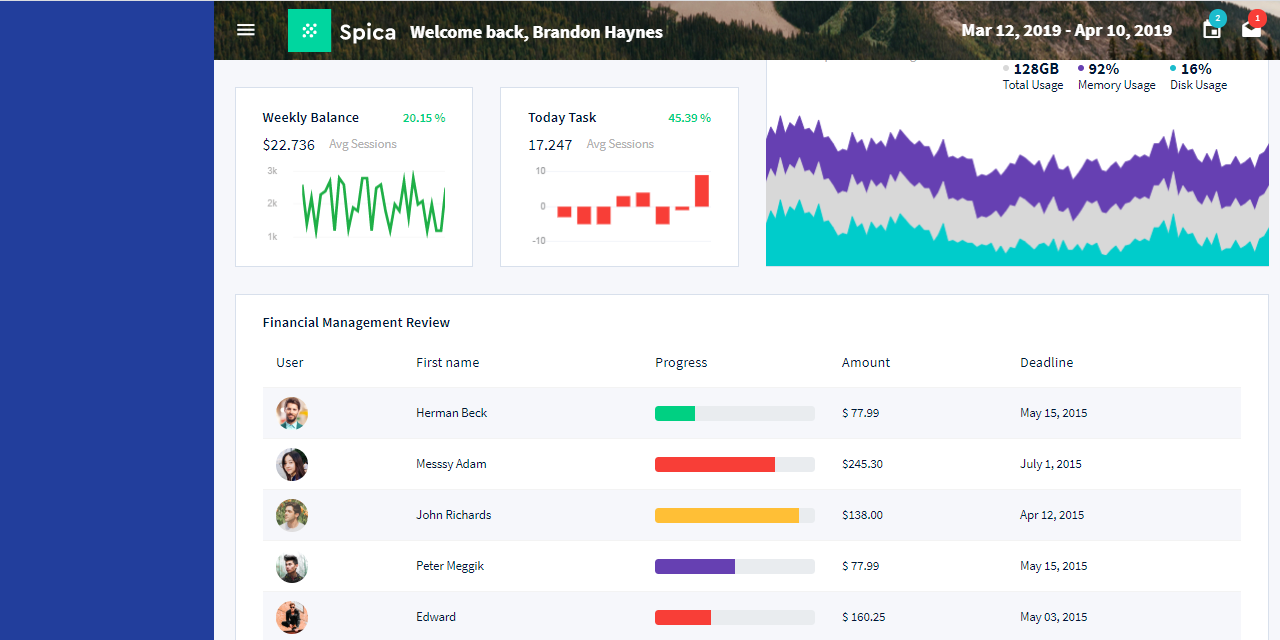 Spica Welcome back, Brandon Haynes Mar 12, 2019 - Apr 10, 2019 2 1
128GB 92% 16%
Total Usage Memory Usage Disk Usage
Weekly Balance 20.15 %
$22.736 Avg Sessions
3k
2k
1k
Today Task 45.39 %
17.247 Avg Sessions
10
0
-10
Financial Management Review
User First name Progress Amount Deadline
Herman Beck $ 77.99 May 15, 2015
Messsy Adam $245.30 July 1, 2015
John Richards $138.00 Apr 12, 2015
Peter Meggik $ 77.99 May 15, 2015
Edward $ 160.25 May 03, 2015